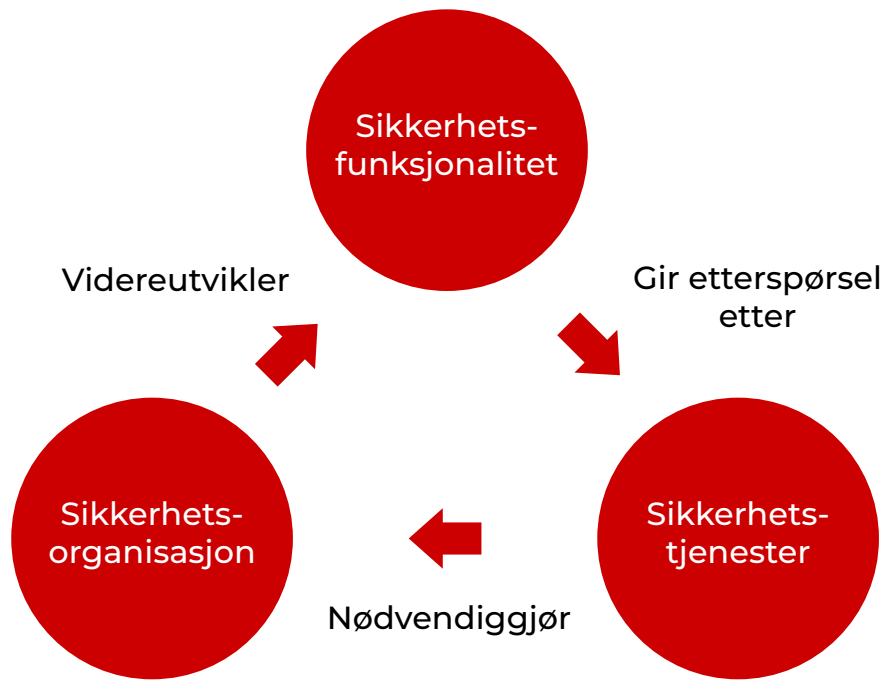 Sikkerhets-
funksjonalitet
Videreutvikler
Gir etterspørsel
etter
Sikkerhets-
organisasjon
Sikkerhets-
tjenester
Nødvendiggjør